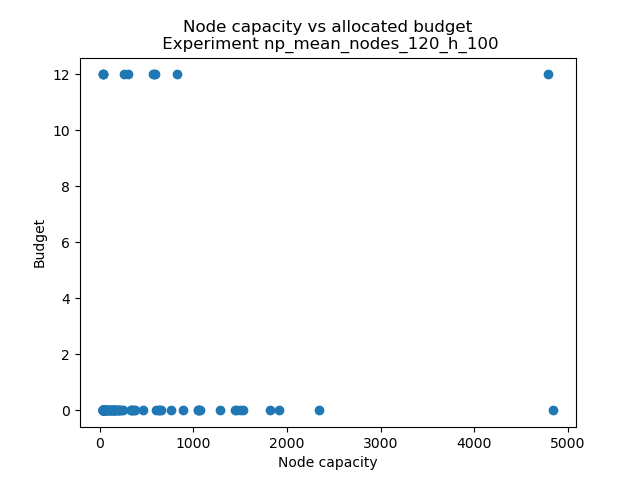 Node capacity vs allocated budget
Experiment np_mean_nodes_120_h_100
12
10
8
6
4
2
0
Budget
0 1000 2000 3000 4000 5000
Node capacity